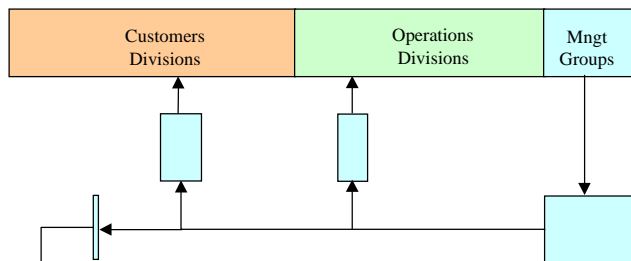 Customers
Divisions
Operations
Divisions
Mngt
Groups